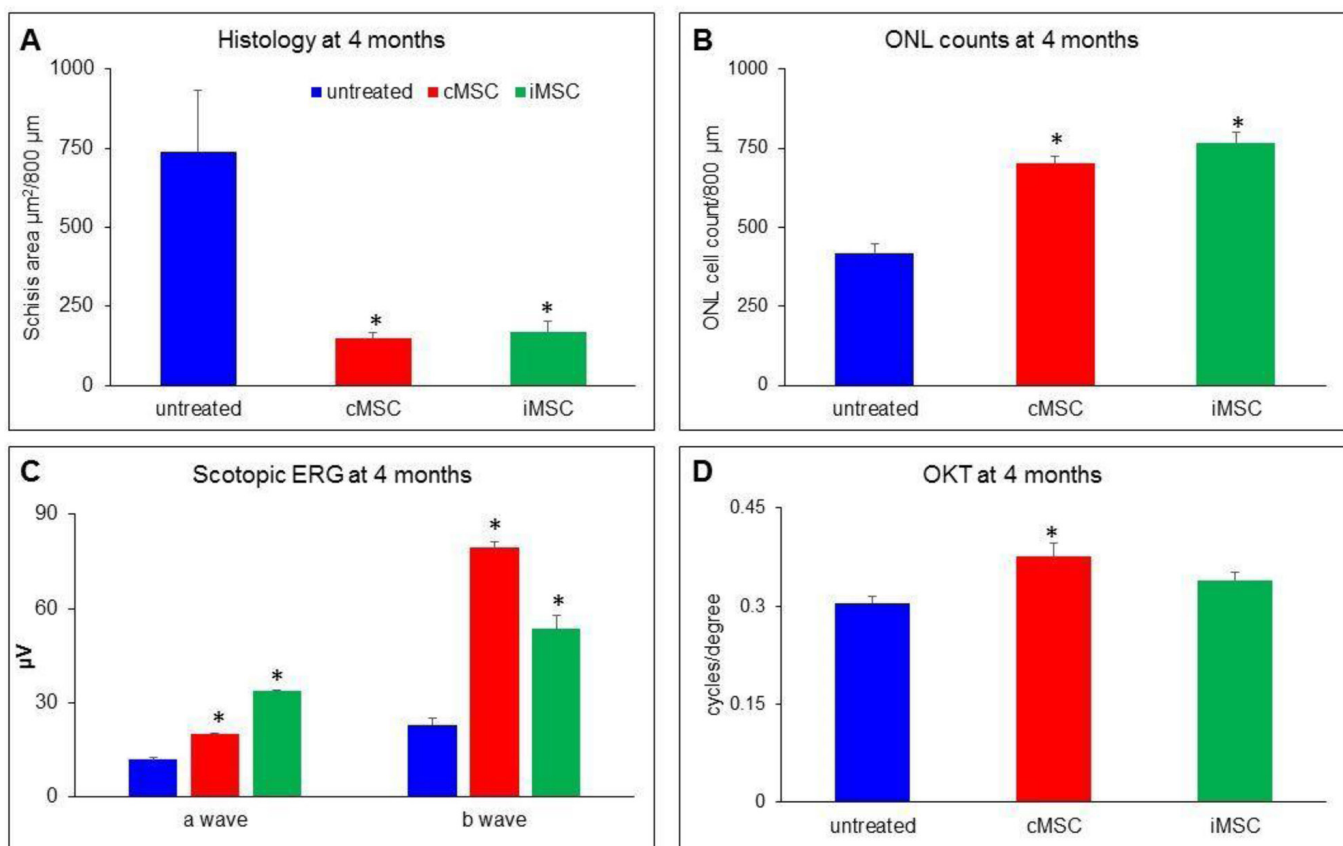 A
Histology at 4 months
untreated cMSC iMSC
Schisis area µm²/800 µm
1000
750
500
250
0
*
*
untreated cMSC iMSC
B
ONL counts at 4 months
ONL cell count/800 µm
1000
750
500
250
0
*
*
untreated cMSC iMSC
C
Scotopic ERG at 4 months
µV
90
60
30
0
*
*
*
*
a wave b wave
D
OKT at 4 months
cycles/degree
0.45
0.3
0.15
0
*
untreated cMSC iMSC